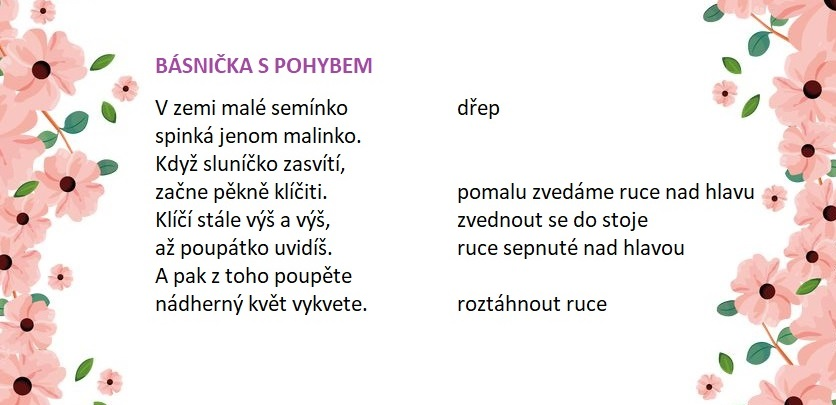 BÁSNIČKA S POHYBEM
V zemi malé semínko dřep
spinká jenom malinko.
Když sluníčko zasvítí,
začne pěkně klíčiti. pomalu zvedáme ruce nad hlavu
Klíčí stále výš a výš, zvednout se do stoje
až poupátko uvidíš. ruce sepnuté nad hlavou
A pak z toho poupěte
nádherný květ vykvete. roztáhnout ruce